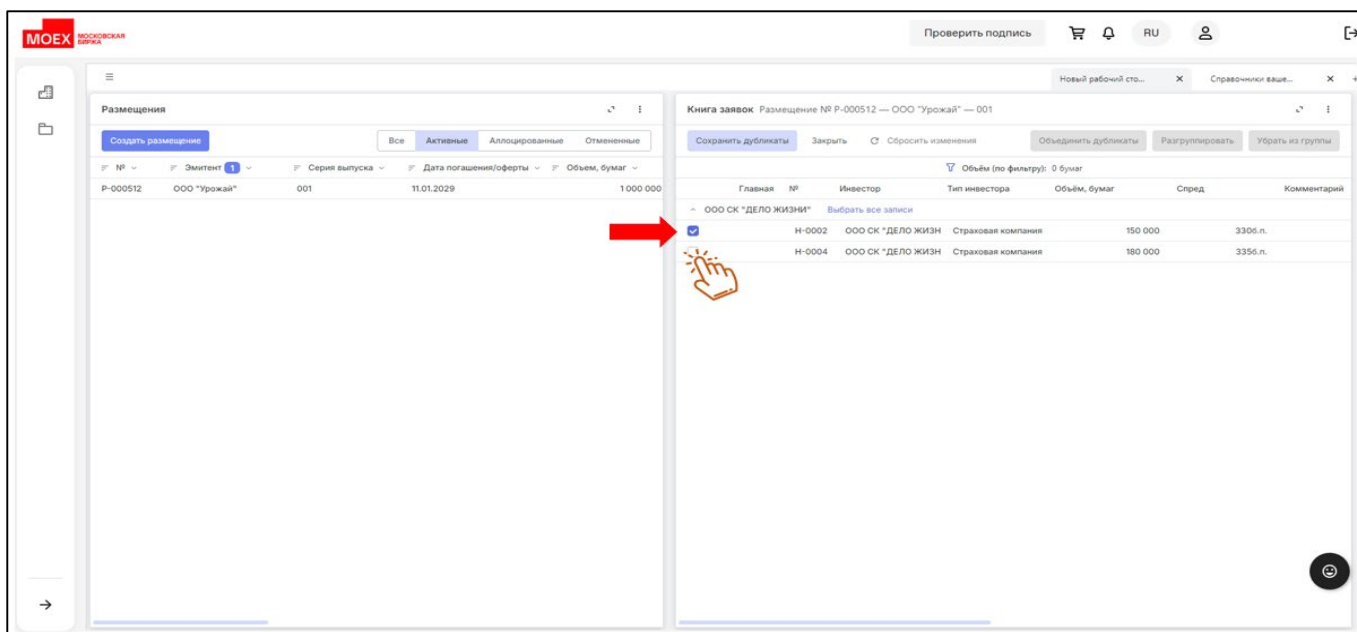 MOEX МОСКОВСКАЯ БИРЖА
Проверить подпись
RU
Новый рабочий сто...
Справочники ваше...
Размещения
Создать размещение
Все Активные Аллоцированные Отмененные
№ Эмитент 1 Серия выпуска Дата погашения/оферты Объем, бумаг
Р-000512 ООО "Урожай" 001 11.01.2029 1 000 000
Книга заявок Размещение № Р-000512 — ООО "Урожай" — 001
Сохранить дубликаты Закрыть Сбросить изменения Объединить дубликаты Разгруппировать Убрать из группы
Объём (по фильтру): 0 бумаг
Главная № Инвестор Тип инвестора Объём, бумаг Спред Комментарий
ООО СК "ДЕЛО ЖИЗНИ" Выбрать все записи
Н-0002 ООО СК "ДЕЛО ЖИЗН Страховая компания 150 000 330б.п.
Н-0004 ООО СК "ДЕЛО ЖИЗН Страховая компания 180 000 335б.п.